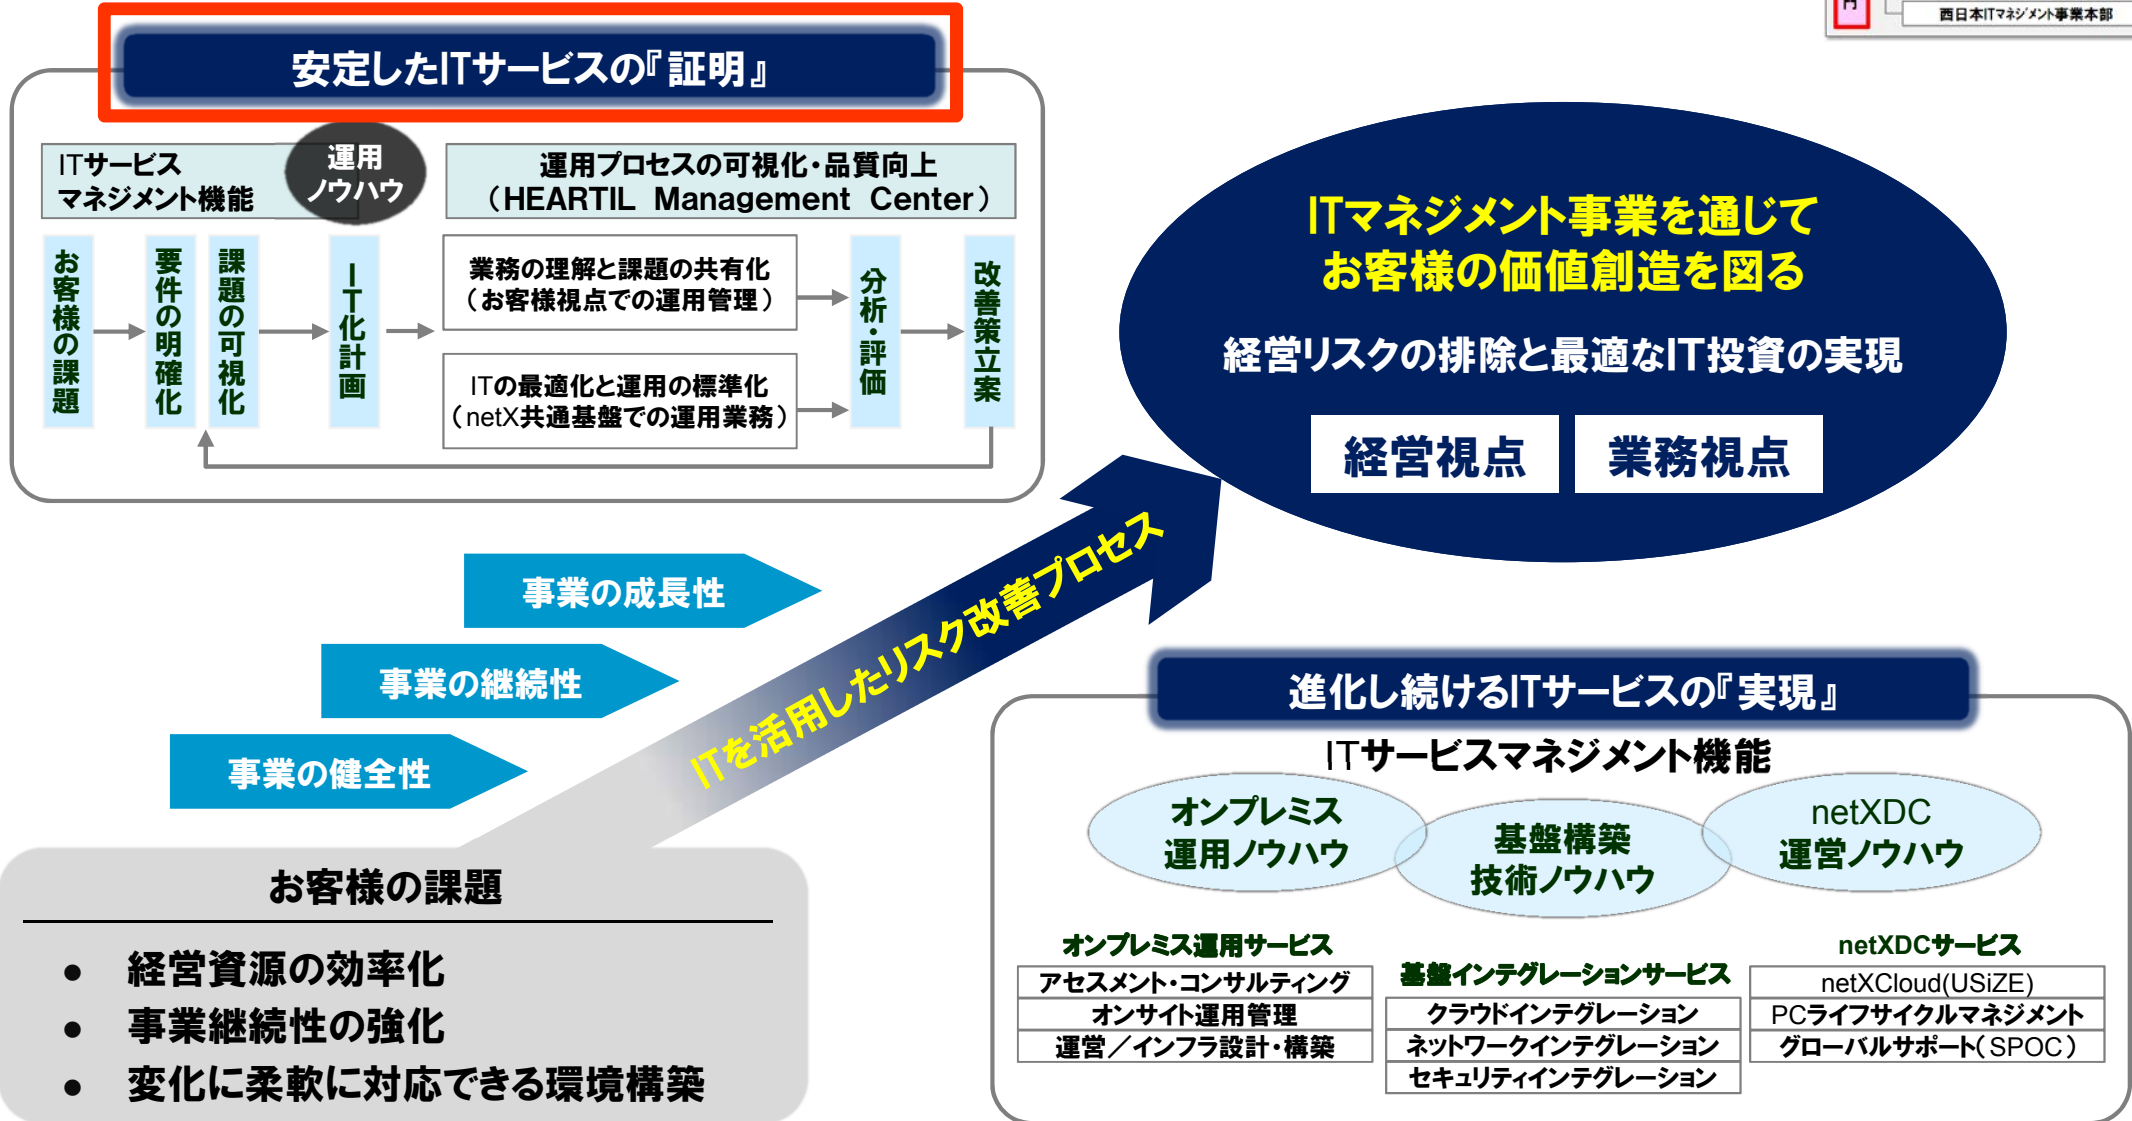 門
西日本ITマネジメント事業本部
安定したITサービスの『証明』
ITサービス
マネジメント機能
運用
ノウハウ
運用プロセスの可視化・品質向上
（HEARTIL Management Center）
お客様の課題
要件の明確化
課題の可視化
IT化計画
業務の理解と課題の共有化
（お客様視点での運用管理）
ITの最適化と運用の標準化
（netX共通基盤での運用業務）
分析・評価
改善策立案
ITマネジメント事業を通じて
お客様の価値創造を図る
経営リスクの排除と最適なIT投資の実現
経営視点
業務視点
ITを活用したリスク改善プロセス
事業の成長性
事業の継続性
事業の健全性
お客様の課題
● 経営資源の効率化
● 事業継続性の強化
● 変化に柔軟に対応できる環境構築
進化し続けるITサービスの『実現』
ITサービスマネジメント機能
オンプレミス
運用ノウハウ
基盤構築
技術ノウハウ
netXDC
運営ノウハウ
オンプレミス運用サービス
アセスメント・コンサルティング
オンサイト運用管理
運営／インフラ設計・構築
基盤インテグレーションサービス
クラウドインテグレーション
ネットワークインテグレーション
セキュリティインテグレーション
netXDCサービス
netXCloud(USiZE)
PCライフサイクルマネジメント
グローバルサポート(SPOC)